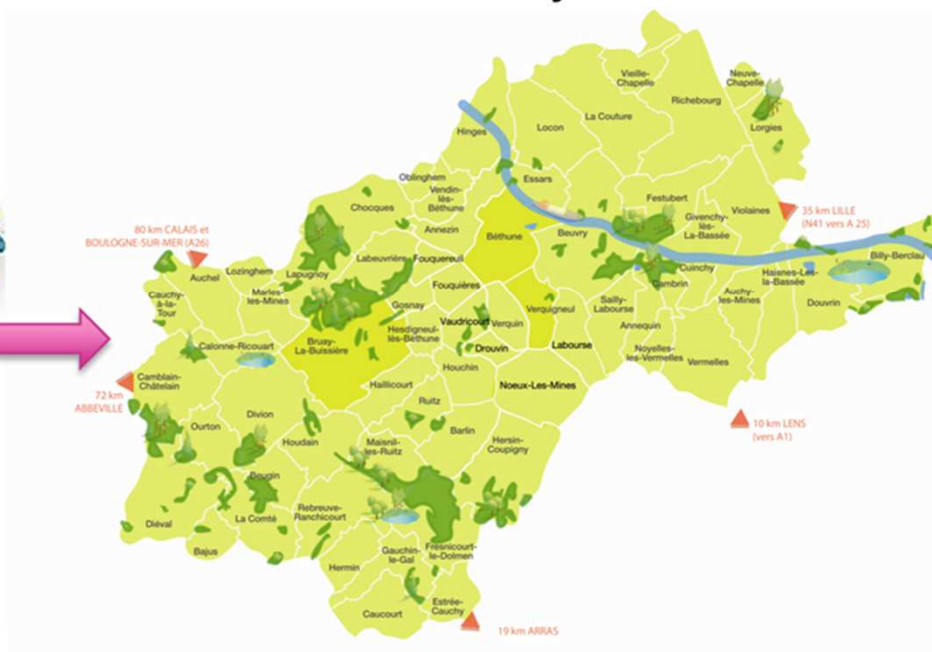 Vieille-
Chapelle
Neuve-
Chapelle
Richebourg
La Couture
Lorgies
Hinges
Locon
Oblinghem
Essars
Vendin-
lès-
Béthune
Chocques
Festubert
Violaines
35 km LILLE
(N41 vers A 25)
Givenchy-
lès-
La-Bassée
80 km CALAIS et
BOULOGNE-SUR-MER (A26)
Annezin
Béthune
Beuvry
Labeuvrière
Fouquereuil
Billy-Berclau
Auchel
Lozinghem
Lapugnoy
Cuinchy
Haisnes-Les-
la-Bassée
Cambrin
Fouquières
Marles-
les-Mines
Cauchy-
à-la-
Tour
Auchy-
les-Mines
Douvrin
Gosnay
Verquigneul
Sailly-
Labourse
Vaudricourt
Verquin
Annequin
Hesdigneul-
lès-Béthune
Bruay-
La-Buissière
Calonne-Ricouart
Drouvin
Labourse
Noyelles-
les-Vermelles
Vermelles
Houchin
Camblain-
Châtelain
72 km
ABBEVILLE
Haillicourt
Noeux-Les-Mines
Ruitz
Divion
10 km LENS
(vers A1)
Ourton
Barlin
Houdain
Maisnil-
les-Ruitz
Hersin-
Coupigny
Beugin
Rebreuve-
Ranchicourt
La Comté
Diéval
Bajus
Gauchin-
le-Gal
Fresnicourt-
le-Dolmen
Hermin
Estrée-
Cauchy
Caucourt
19 km ARRAS